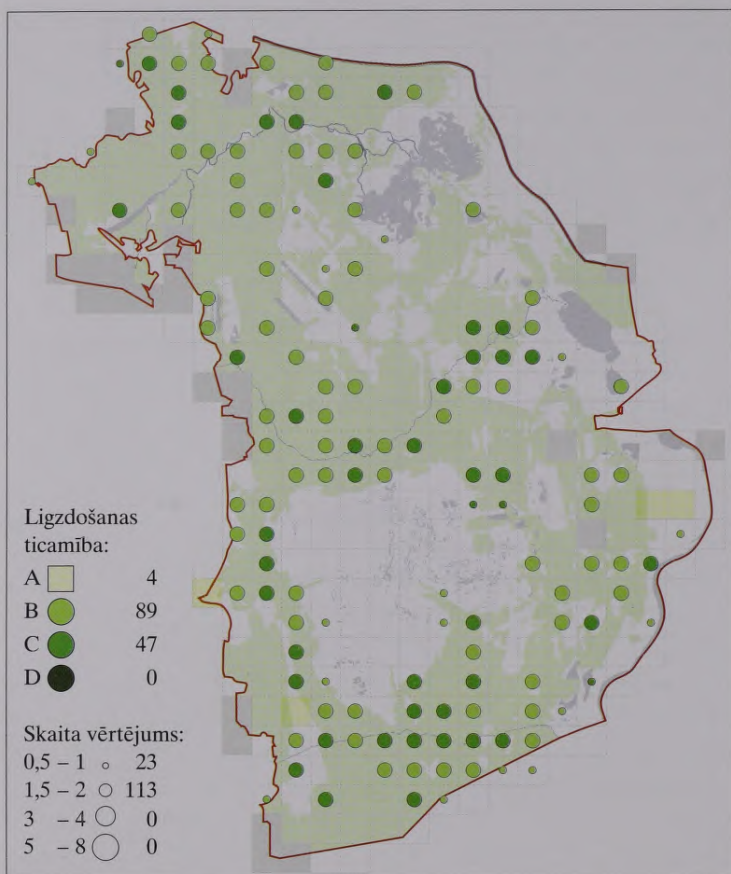 Ligzdošanas
ticamība:
A 4
B 89
C 47
D 0
Skaita vērtējums:
0,5 – 1 23
1,5 – 2 113
3 – 4 0
5 – 8 0